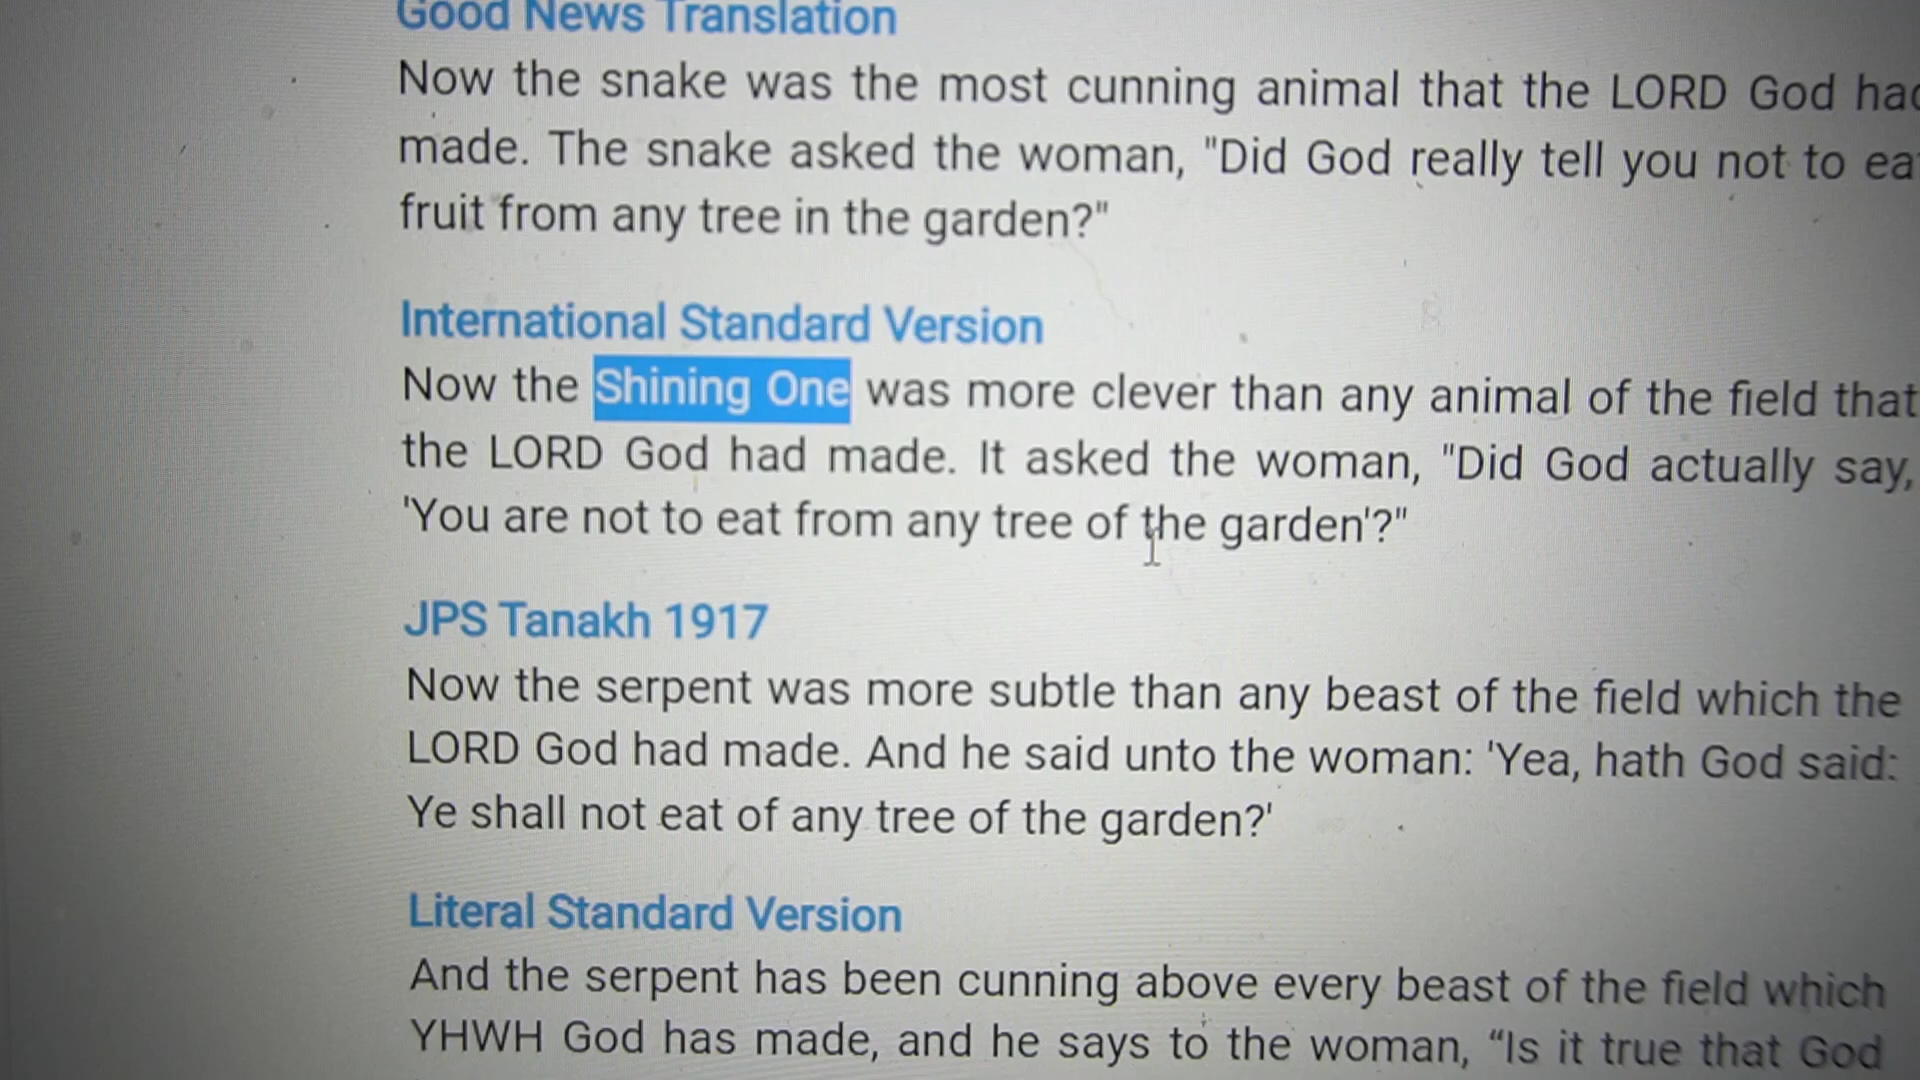 Good News Translation
Now the snake was the most cunning animal that the LORD God had
made. The snake asked the woman, "Did God really tell you not to eat
fruit from any tree in the garden?"
International Standard Version
Now the Shining One was more clever than any animal of the field that
the LORD God had made. It asked the woman, "Did God actually say,
'You are not to eat from any tree of the garden'?"
JPS Tanakh 1917
Now the serpent was more subtle than any beast of the field which the
LORD God had made. And he said unto the woman: 'Yea, hath God said:
Ye shall not eat of any tree of the garden?'
Literal Standard Version
And the serpent has been cunning above every beast of the field which
YHWH God has made, and he says to the woman, “Is it true that God